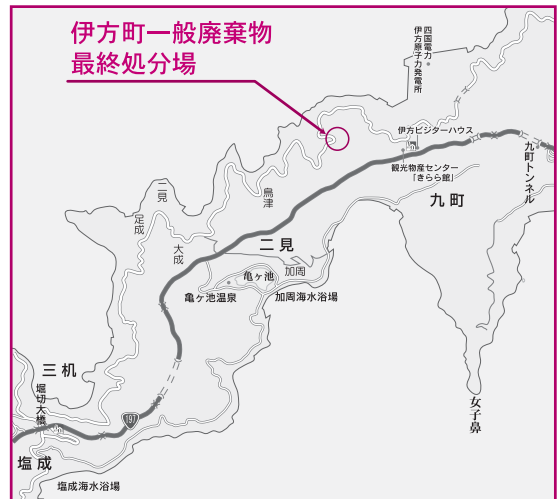 伊方町一般廃棄物
最終処分場
四国電力
伊方原子力発電所
伊方ビジターハウス
観光物産センター
「きらら館」
九町トンネル
九町
鳥津
二見
足成
大成
二見
加周
亀ヶ池
亀ヶ池温泉
加周海水浴場
三机
堀切大橋
197
女子鼻
塩成
塩成海水浴場